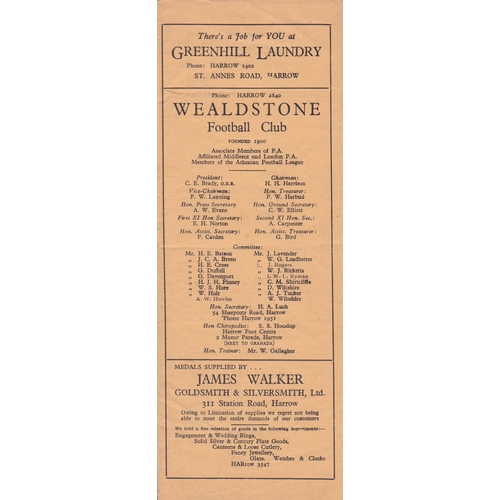 There's a Job for YOU at
GREENHILL LAUNDRY
Phone: HARROW 1402
ST. ANNES ROAD, HARROW
Phone: HARROW 2840
WEALDSTONE
Football Club
FOUNDED 1900
Associate Members of F.A.
Affiliated Middlesex and London F.A.
Members of the Athenian Football League
President: Chairman:
C. E. Brady, O.B.E. H. H. Harrison
Vice-Chairman: Hon. Treasurer:
P. W. Lanning F. W. Harbud
Hon. Press Secretary Hon. Ground Secretary:
A. W. Evans C. W. Elliott
First XI Hon. Secretary: Second XI Hon. Sec.:
E. H. Norton A. Carpenter
Hon. Assist. Secretary: Hon. Assist. Treasurer:
P. Carden G. Bird
Committee:
Mr. H. E. Batson Mr. J. Lavender
" J. C. A. Breen " W. G. Leadbetter
" H. E. Cross " J. Rogers
" G. Duffell " W. J. Ricketts
" G. Davenport " L. W. L. Hyman
" H. J. H. Pinney " C. M. Shircliffe
" W. S. Hore " D. Wiltshire
" W. Holt " A. J. Tucker
A. W. Howles " W. Wiltshire
Hon. Secretary: H. A. Luck
54 Sheepcote Road, Harrow
Phone Harrow 1951
Hon Chiropodist: S. S. Houslop
Harrow Foot Centre
2 Manor Parade, Harrow
(NEXT TO GRANADA)
Hon. Trainer: Mr. W. Gallagher
MEDALS SUPPLIED BY . . .
JAMES WALKER
GOLDSMITH & SILVERSMITH, Ltd.
311 Station Road, Harrow
Owing to Limitation of supplies we regret not being
able to meet the entire demands of our customers
We hold a fine selection of goods in the following departments:
Engagement & Wedding Rings,
Solid Silver & Century Plate Goods,
Canteens & Loose Cutlery,
Fancy Jewellery,
Glass. Watches & Clocks
HARrow 3547